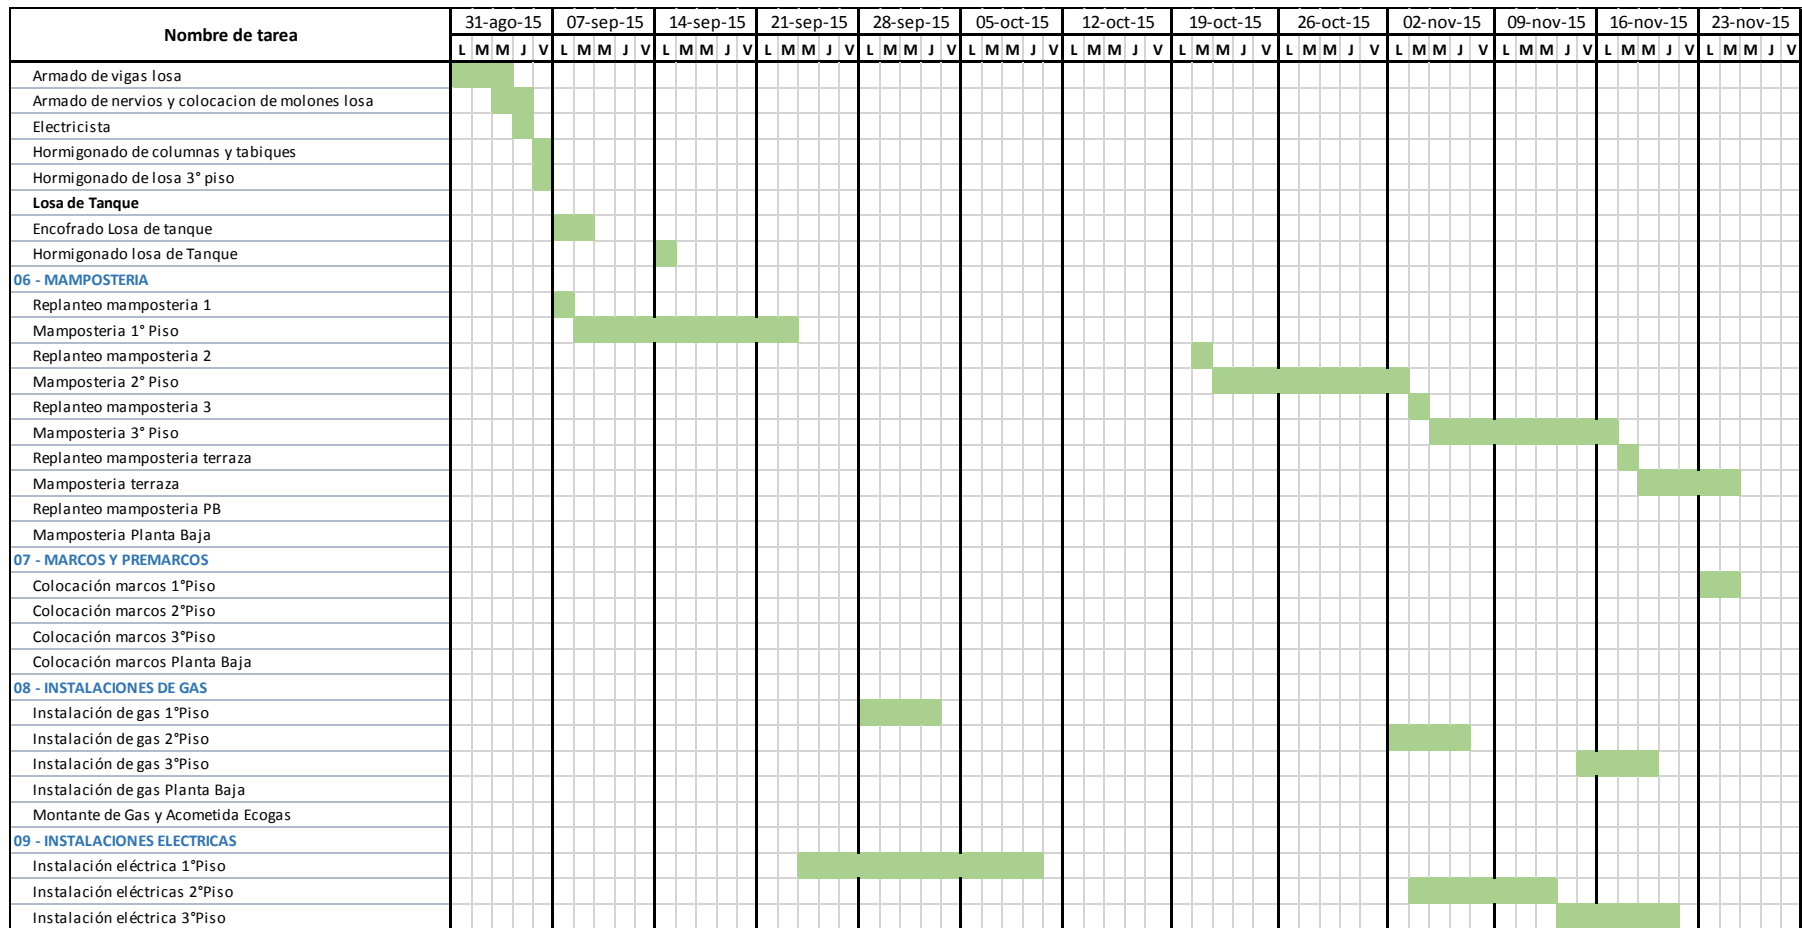 Nombre de tarea
31-ago-15 07-sep-15 14-sep-15 21-sep-15 28-sep-15 05-oct-15 12-oct-15 19-oct-15 26-oct-15 02-nov-15 09-nov-15 16-nov-15 23-nov-15
L M M J V L M M J V L M M J V L M M J V L M M J V L M M J V L M M J V L M M J V L M M J V L M M J V L M M J V L M M J V L M M J V
Armado de vigas losa
Armado de nervios y colocacion de molones losa
Electricista
Hormigonado de columnas y tabiques
Hormigonado de losa 3° piso
Losa de Tanque
Encofrado Losa de tanque
Hormigonado losa de Tanque
06 - MAMPOSTERIA
Replanteo mamposteria 1
Mamposteria 1° Piso
Replanteo mamposteria 2
Mamposteria 2° Piso
Replanteo mamposteria 3
Mamposteria 3° Piso
Replanteo mamposteria terraza
Mamposteria terraza
Replanteo mamposteria PB
Mamposteria Planta Baja
07 - MARCOS Y PREMARCOS
Colocación marcos 1°Piso
Colocación marcos 2°Piso
Colocación marcos 3°Piso
Colocación marcos Planta Baja
08 - INSTALACIONES DE GAS
Instalación de gas 1°Piso
Instalación de gas 2°Piso
Instalación de gas 3°Piso
Instalación de gas Planta Baja
Montante de Gas y Acometida Ecogas
09 - INSTALACIONES ELECTRICAS
Instalación eléctrica 1°Piso
Instalación eléctricas 2°Piso
Instalación eléctrica 3°Piso